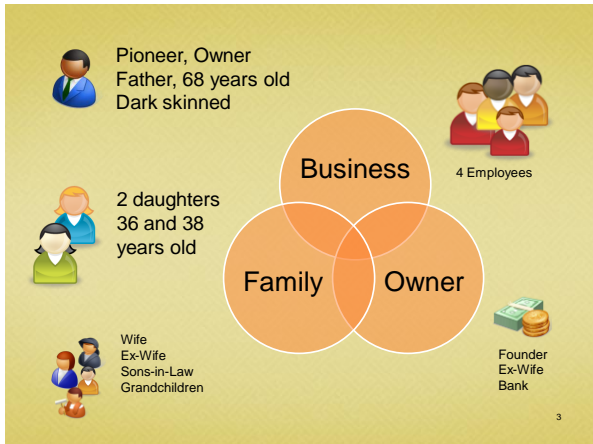 Pioneer, Owner
Father, 68 years old
Dark skinned
Business
4 Employees
2 daughters
36 and 38
years old
Family
Owner
Wife
Ex-Wife
Sons-in-Law
Grandchildren
Founder
Ex-Wife
Bank
3